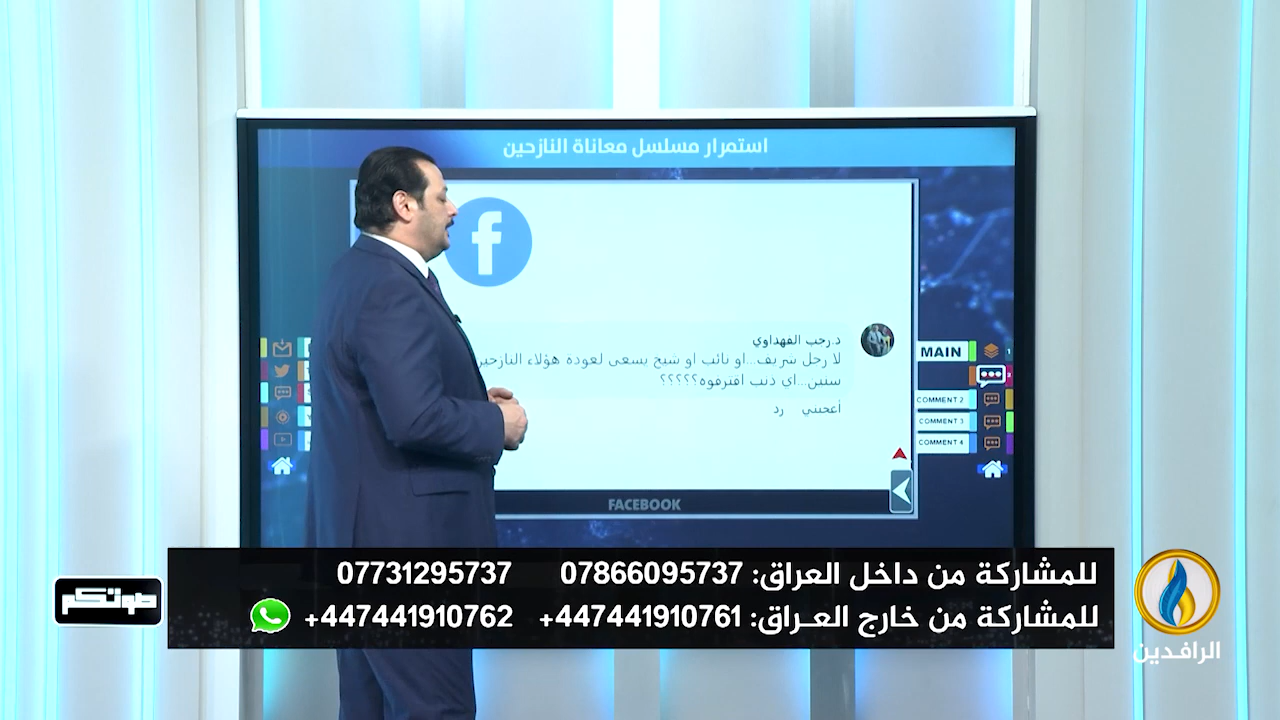 استمرار مسلسل معاناة النازحين
f
د.رجب الفهداوي
لا رجل شريف...او نائب او شيخ يسعى لعودة هؤلاء النازحين
سنين...اي ذنب اقترفوه؟؟؟؟؟
أعجبني رد
FACEBOOK
MAIN
COMMENT 2
COMMENT 3
COMMENT 4
للمشاركة من داخل العراق: 07866095737 07731295737
للمشاركة من خارج العـراق: 447441910761+ 447441910762+
صوتكم
الرافدين